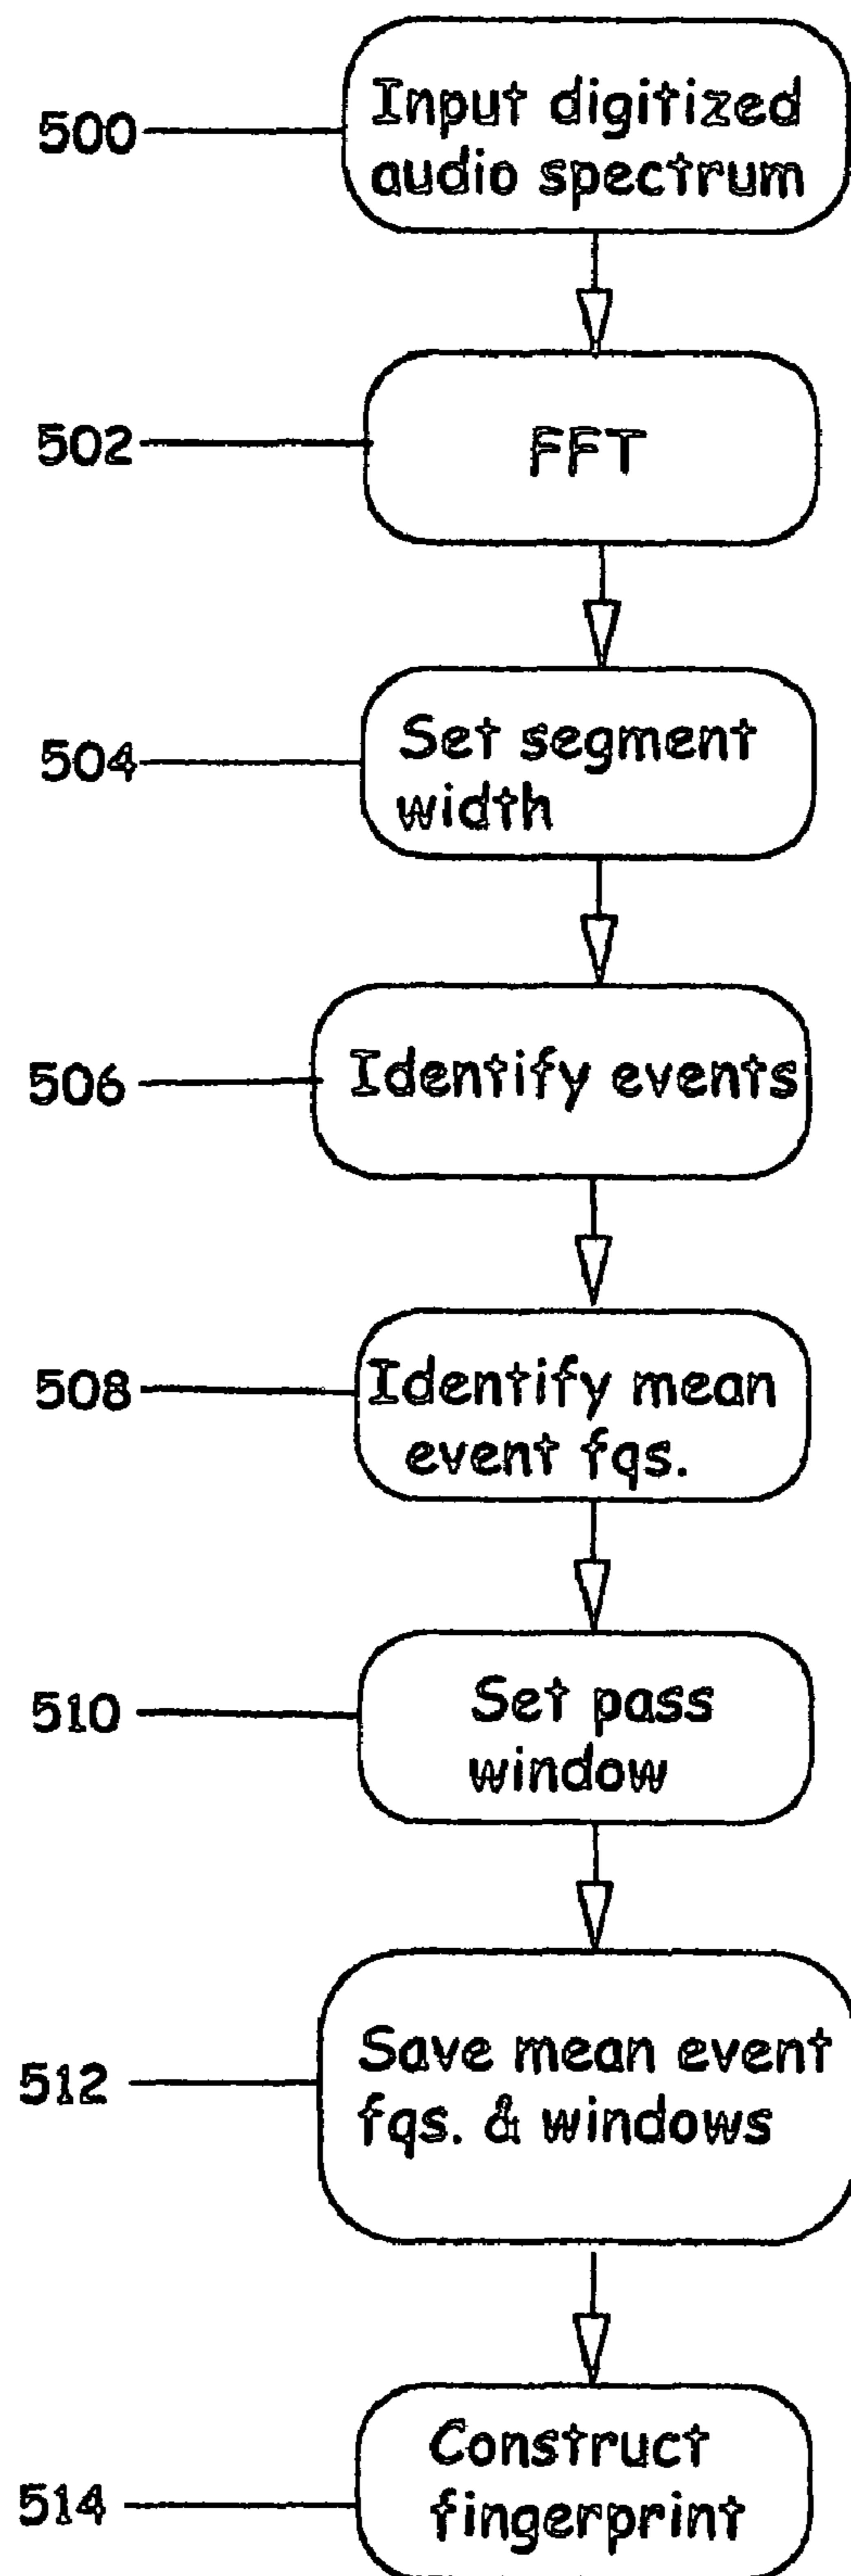 500
Input digitized
audio spectrum
502
FFT
504
Set segment
width
506
Identify events
508
Identify mean
event fqs.
510
Set pass
window
512
Save mean event
fqs. & windows
514
Construct
fingerprint